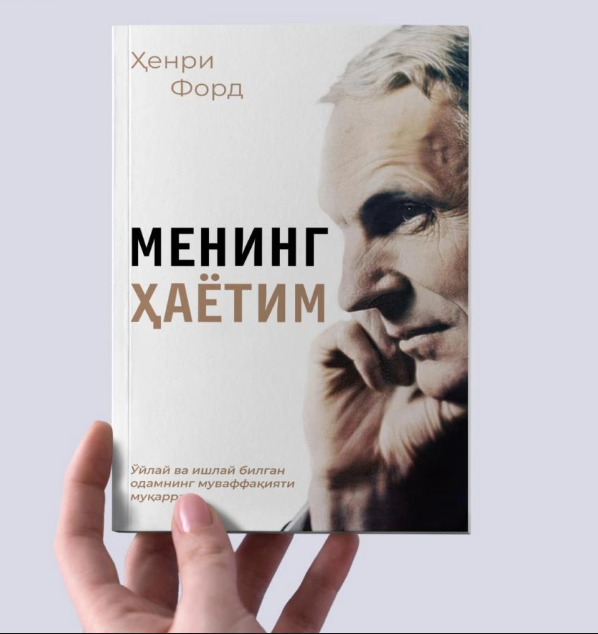 Ҳенри
Форд
МЕНИНГ
ҲАЁТИМ
Ўйлай ва ишлай билган
одамнинг муваффақияти